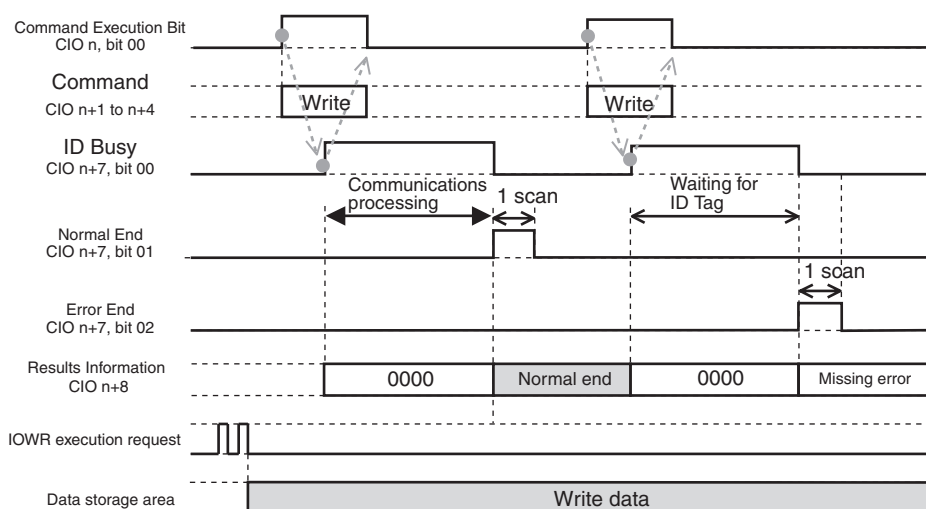 Command Execution Bit
CIO n, bit 00
Command
CIO n+1 to n+4
Write
Write
ID Busy
CIO n+7, bit 00
Communications
processing
1 scan
Waiting for
ID Tag
Normal End
CIO n+7, bit 01
1 scan
Error End
CIO n+7, bit 02
Results Information
CIO n+8
0000
Normal end
0000
Missing error
IOWR execution request
Data storage area
Write data